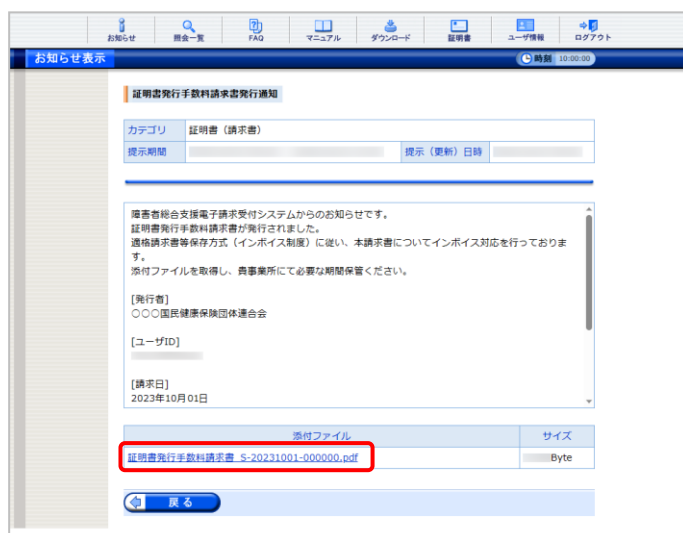 お知らせ 照会一覧 FAQ マニュアル ダウンロード 証明書 ユーザ情報 ログアウト
お知らせ表示 時刻 10:00:00
証明書発行手数料請求書発行通知
カテゴリ 証明書（請求書）
提示期間 提示（更新）日時
障害者総合支援電子請求受付システムからのお知らせです。
証明書発行手数料請求書が発行されました。
適格請求書等保存方式（インボイス制度）に従い、本請求書についてインボイス対応を行っておりま
す。
添付ファイルを取得し、貴事業所にて必要な期間保管ください。
[発行者]
○○○国民健康保険団体連合会
[ユーザID]
[請求日]
2023年10月01日
添付ファイル サイズ
証明書発行手数料請求書_S-20231001-000000.pdf Byte
戻る